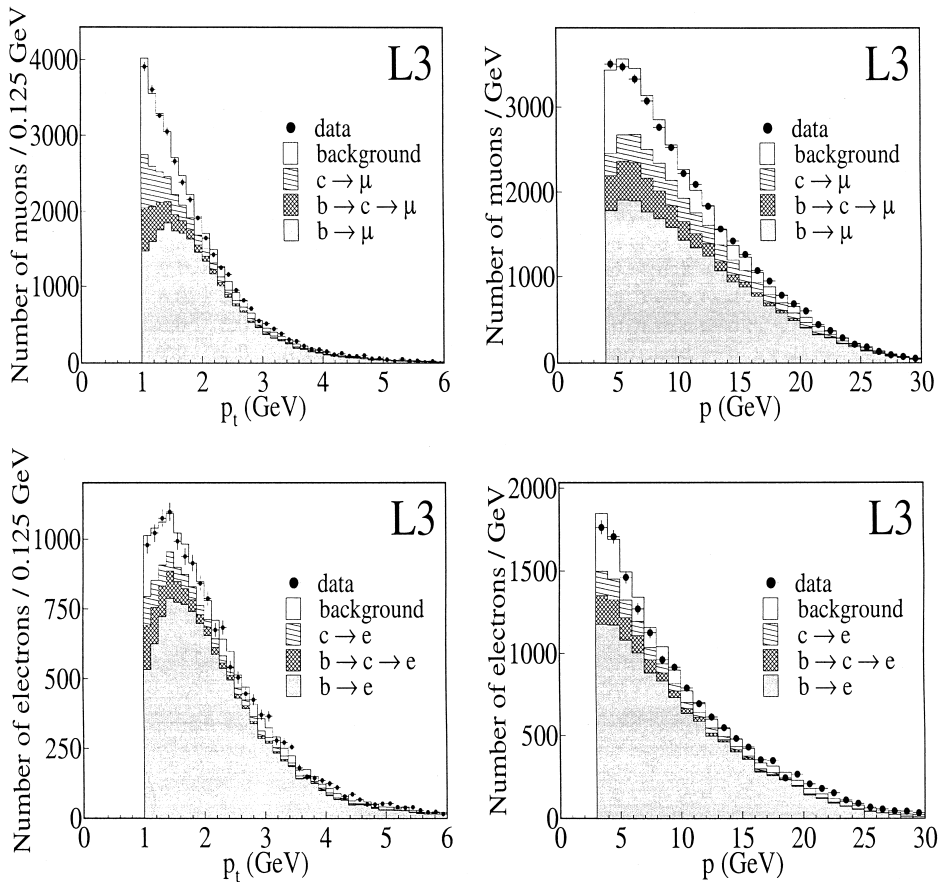 Number of muons / 0.125 GeV
4000
3000
2000
1000
0
L3
data
background
c → μ
b → c → μ
b → μ
0 1 2 3 4 5 6
p_t (GeV)
Number of muons / GeV
3000
2000
1000
0
L3
data
background
c → μ
b → c → μ
b → μ
0 5 10 15 20 25 30
p (GeV)
Number of electrons / 0.125 GeV
1000
750
500
250
0
L3
data
background
c → e
b → c → e
b → e
0 1 2 3 4 5 6
p_t (GeV)
Number of electrons / GeV
2000
1500
1000
500
0
L3
data
background
c → e
b → c → e
b → e
0 5 10 15 20 25 30
p (GeV)